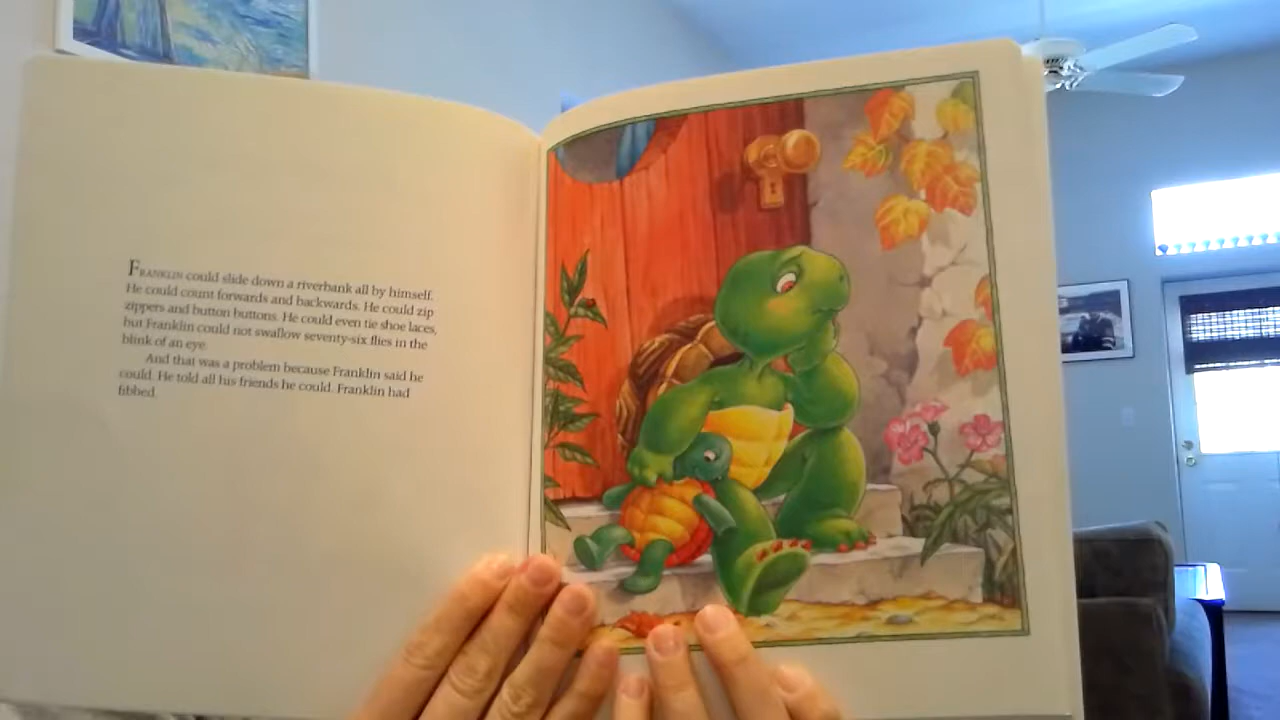 FRANKLIN could slide down a riverbank all by himself.
He could count forwards and backwards. He could zip
zippers and button buttons. He could even tie shoe laces,
but Franklin could not swallow seventy-six flies in the
blink of an eye.
And that was a problem because Franklin said he
could. He told all his friends he could. Franklin had
fibbed.